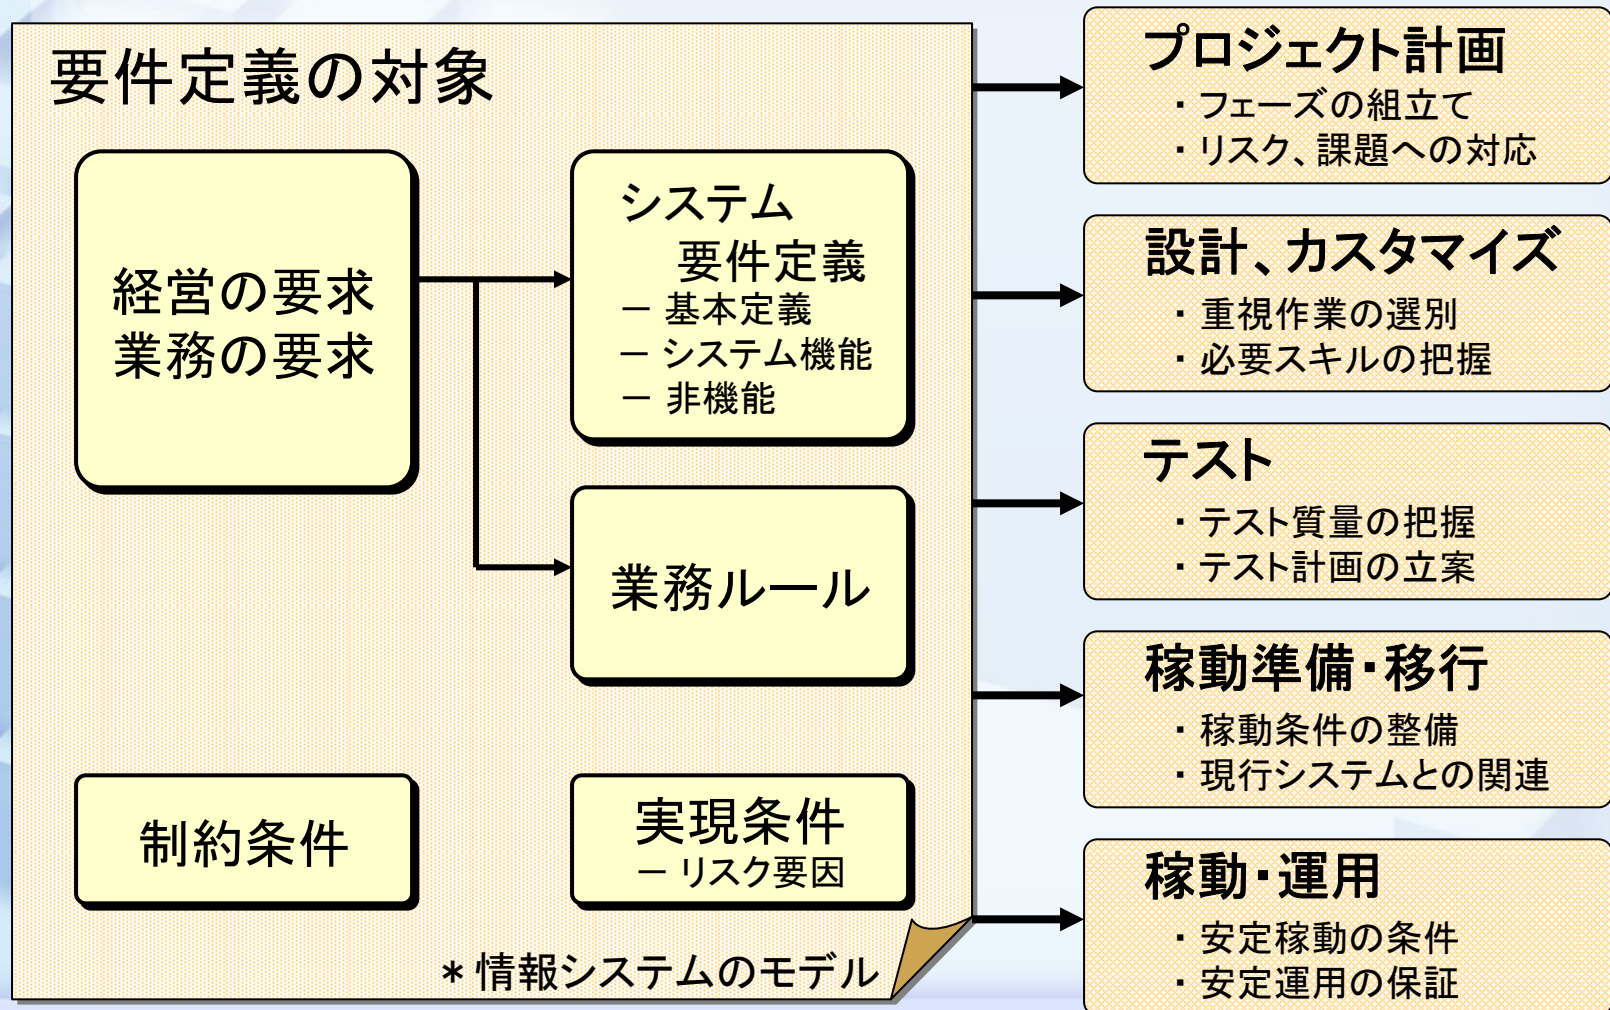 要件定義の対象
経営の要求
業務の要求
システム
要件定義
− 基本定義
− システム機能
− 非機能
業務ルール
制約条件
実現条件
− リスク要因
＊情報システムのモデル
プロジェクト計画
・フェーズの組立て
・リスク、課題への対応
設計、カスタマイズ
・重視作業の選別
・必要スキルの把握
テスト
・テスト質量の把握
・テスト計画の立案
稼動準備・移行
・稼動条件の整備
・現行システムとの関連
稼動・運用
・安定稼動の条件
・安定運用の保証